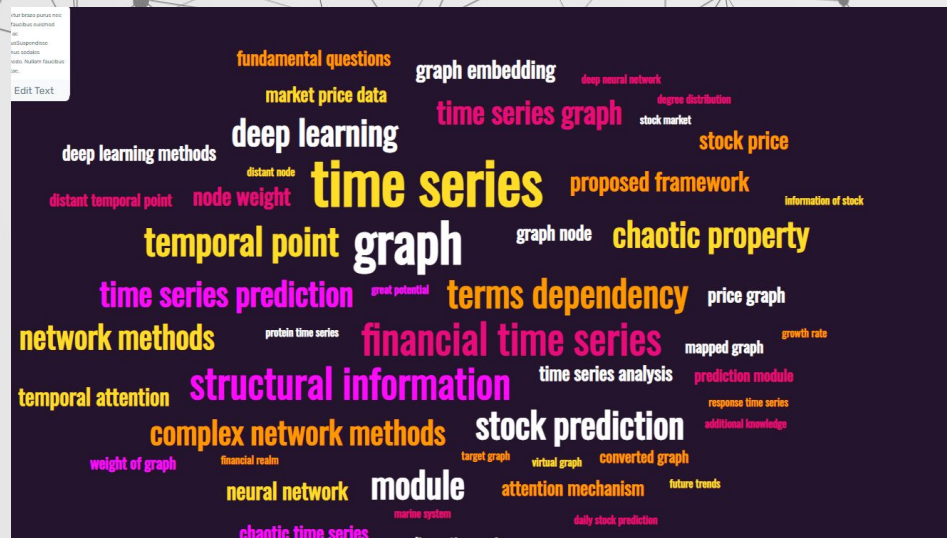 faucibus euismod
Edit Text
fundamental questions
graph embedding
deep neural network
market price data
degree distribution
time series graph
stock market
deep learning
stock price
deep learning methods
distant node
time series
proposed framework
distant temporal point
node weight
information of stock
temporal point
graph
graph node
chaotic property
time series prediction
great potential
terms dependency
price graph
network methods
protein time series
financial time series
growth rate
mapped graph
structural information
time series analysis
prediction module
temporal attention
response time series
complex network methods
stock prediction
additional knowledge
weight of graph
financial realm
target graph
virtual graph
converted graph
neural network
module
attention mechanism
future trends
marine system
daily stock prediction
chaotic time series